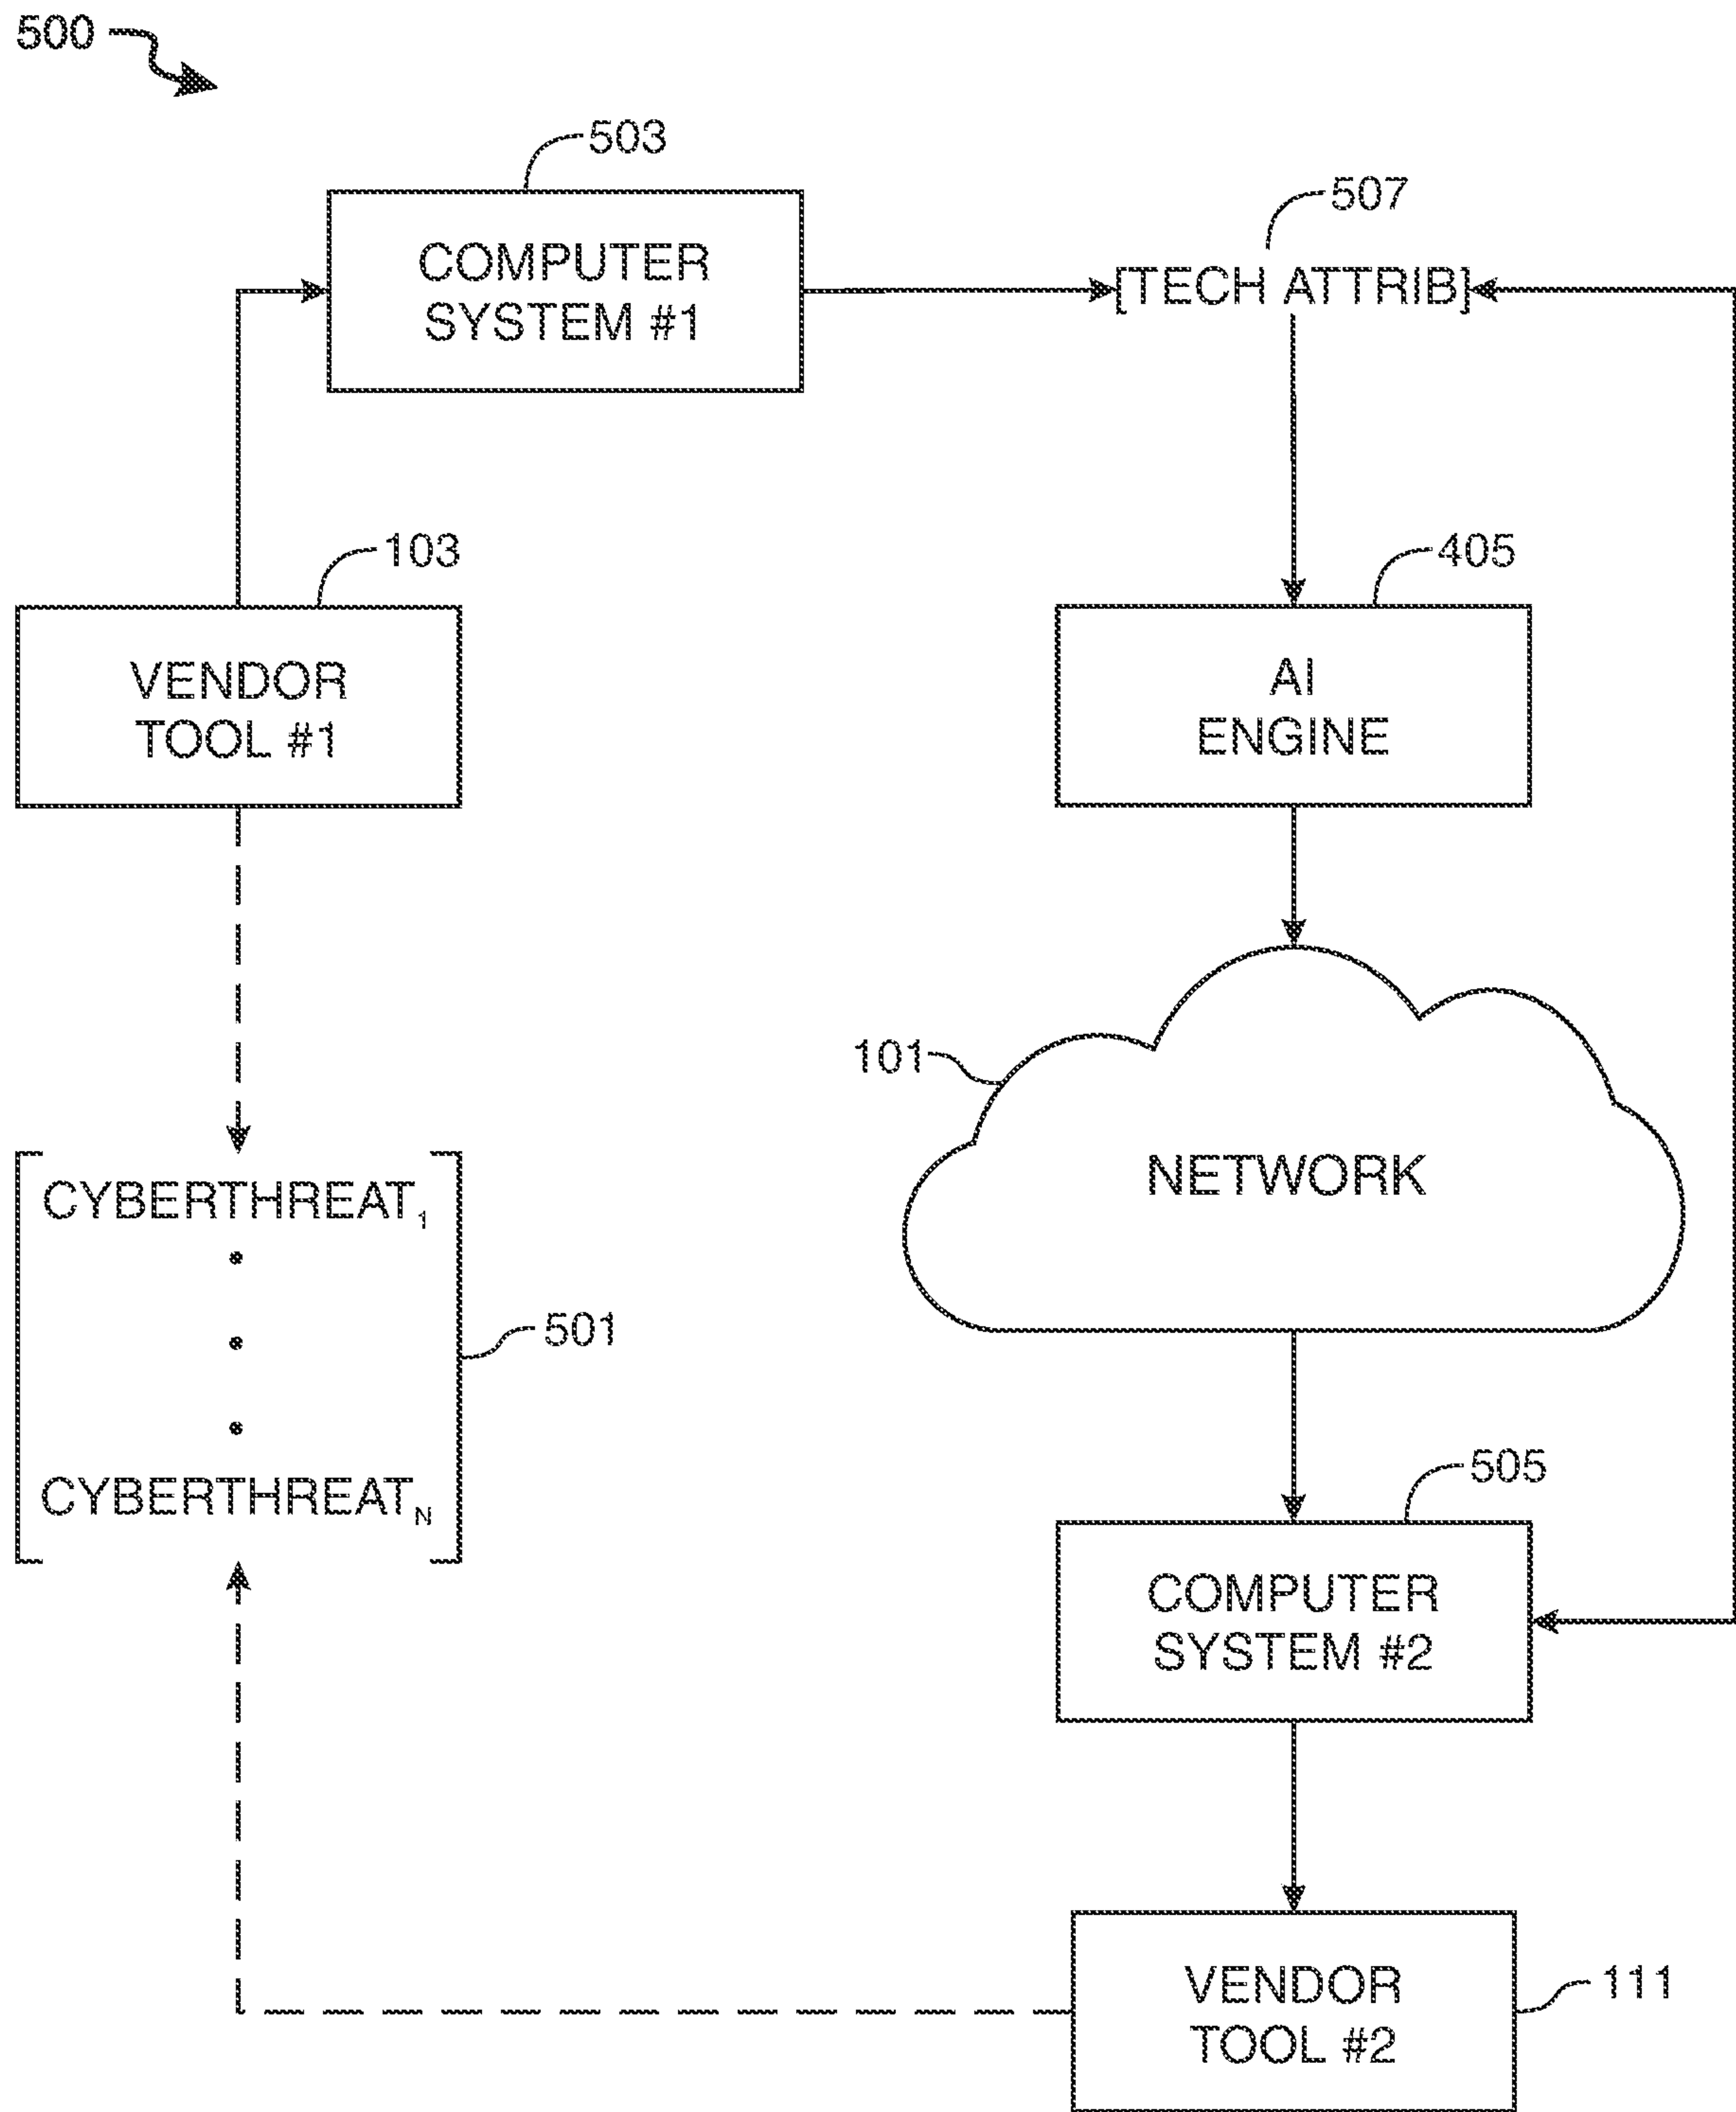 500
503
507
COMPUTER
SYSTEM #1
[TECH ATTRIB]
103
405
VENDOR
TOOL #1
AI
ENGINE
101
NETWORK
CYBERTHREAT₁
501
CYBERTHREAT_N
505
COMPUTER
SYSTEM #2
VENDOR
TOOL #2
111